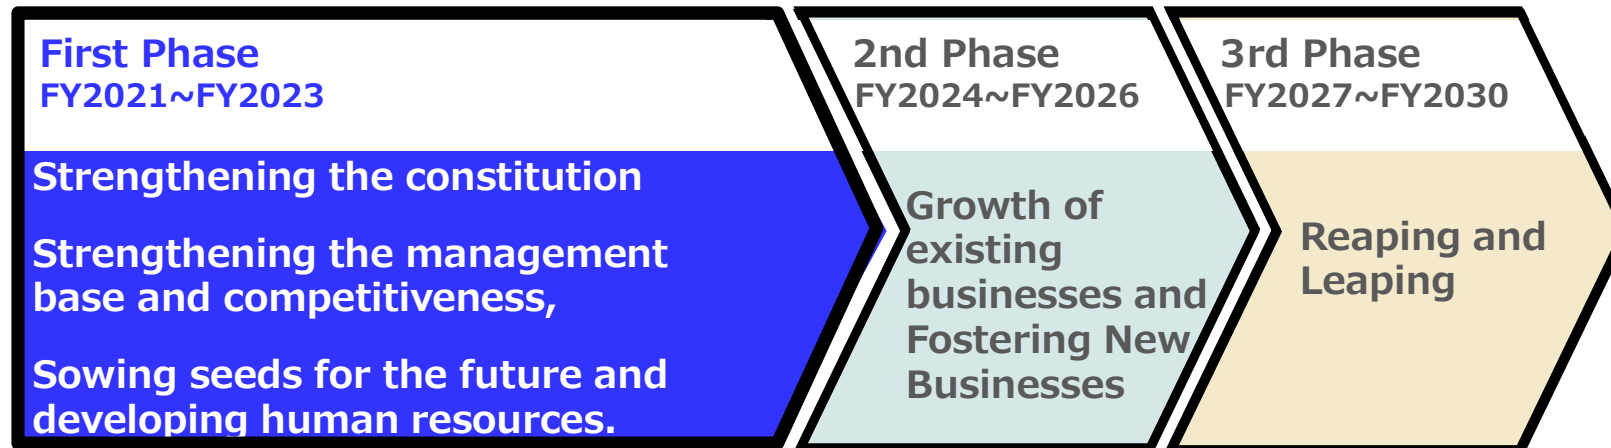 First Phase
FY2021~FY2023
Strengthening the constitution
Strengthening the management
base and competitiveness,
Sowing seeds for the future and
developing human resources.
2nd Phase
FY2024~FY2026
Growth of
existing
businesses and
Fostering New
Businesses
3rd Phase
FY2027~FY2030
Reaping and
Leaping